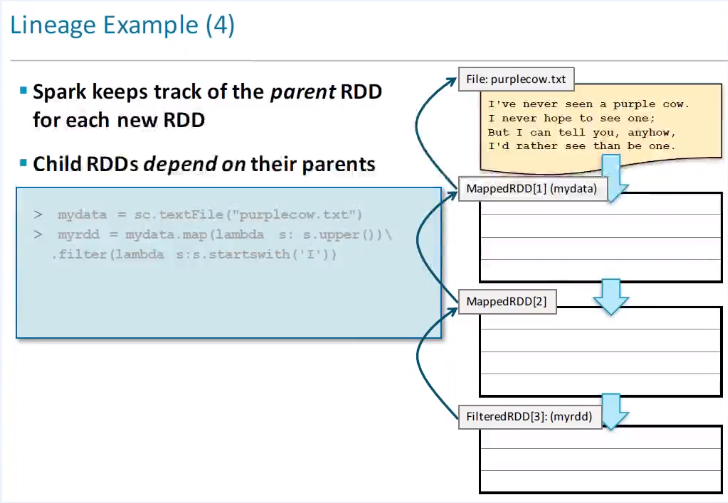 Lineage Example (4)
Spark keeps track of the parent RDD
for each new RDD
Child RDDs depend on their parents
> mydata = sc.textFile("purplecow.txt")
> myrdd = mydata.map(lambda s: s.upper())\
.filter(lambda s:s.startswith('I'))
File: purplecow.txt
I've never seen a purple cow.
I never hope to see one;
But I can tell you, anyhow,
I'd rather see than be one.
MappedRDD[1] (mydata)
MappedRDD[2]
FilteredRDD[3]: (myrdd)